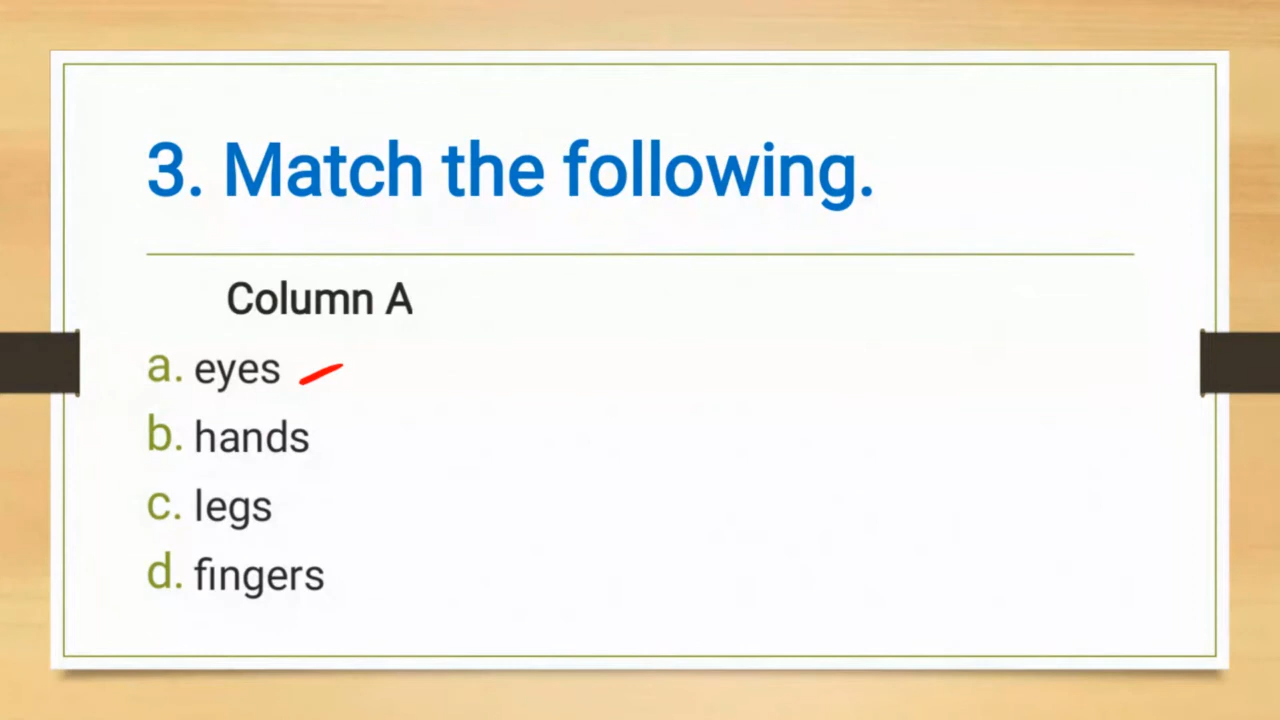 3. Match the following.
Column A
a. eyes
b. hands
c. legs
d. fingers